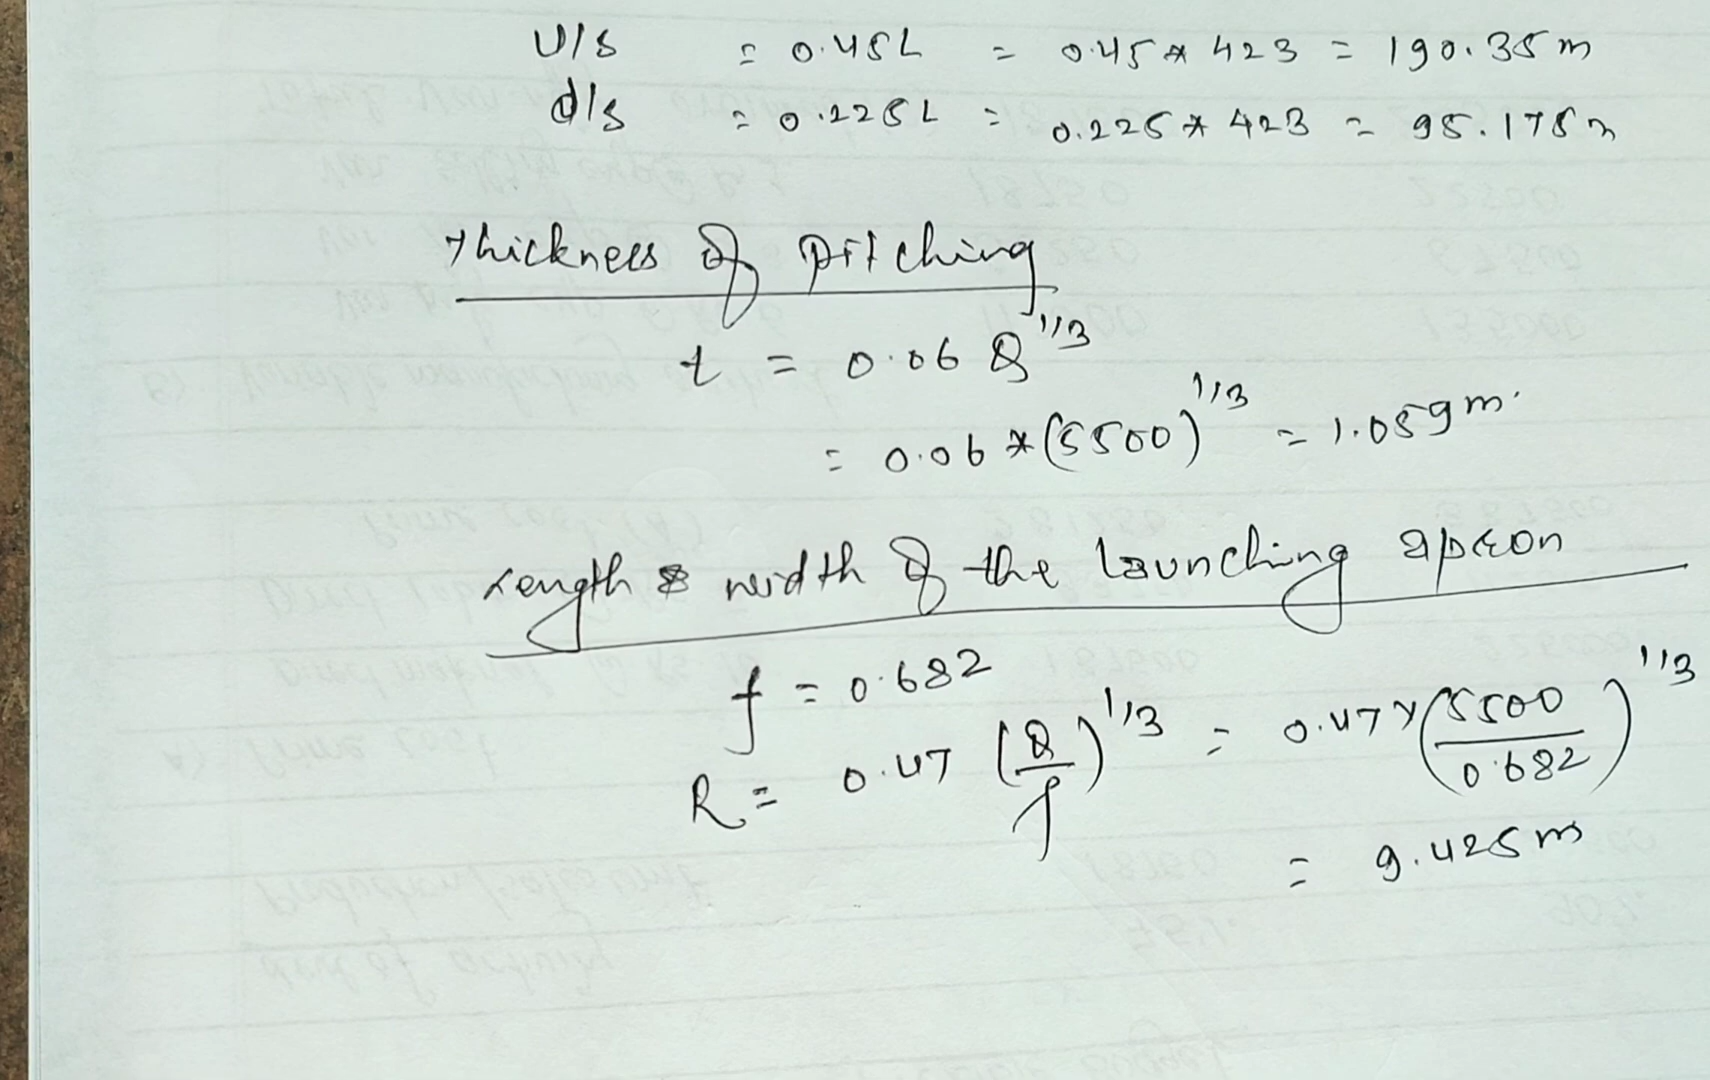 U/s = 0.45L = 0.45 * 423 = 190.35 m
d/s = 0.225L = 0.225 * 423 = 95.175 m
Thickness of pitching
t = 0.06 Q^1/3
= 0.06 * (5500)^1/3 = 1.059 m.
Length & width of the launching apron
f = 0.682
R = 0.47 (Q/f)^1/3 = 0.47 × (5500/0.682)^1/3
= 9.425 m